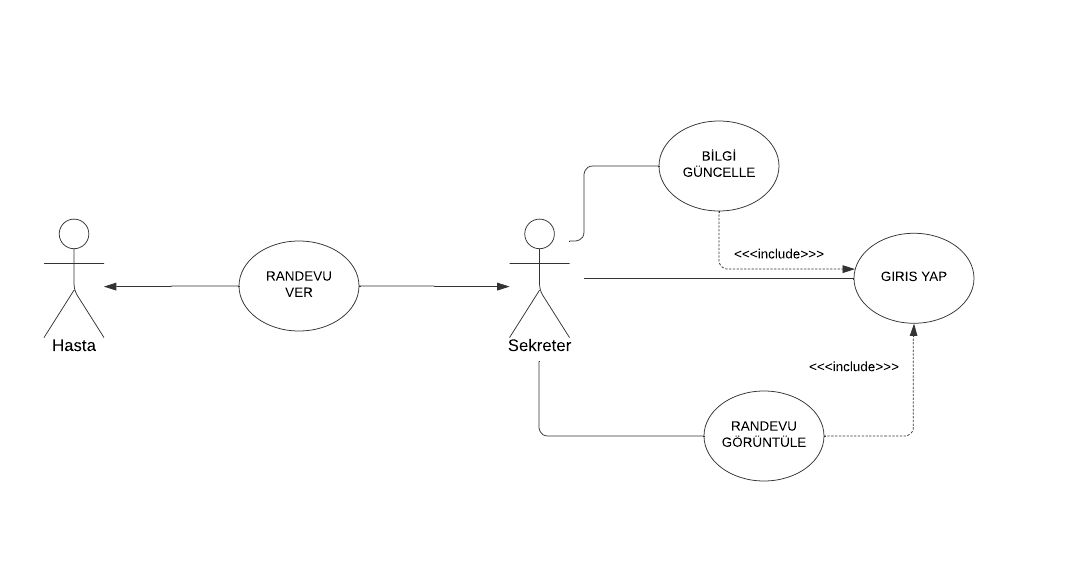 BİLGİ
GÜNCELLE
<<<include>>>
RANDEVU
VER
GIRIS YAP
Hasta
Sekreter
<<<include>>>
RANDEVU
GÖRÜNTÜLE